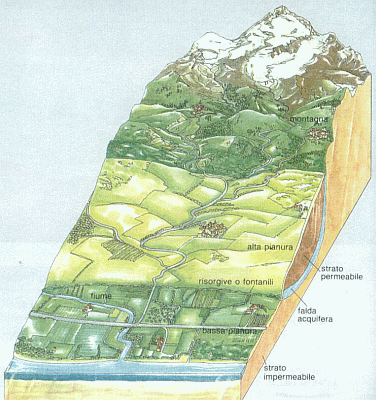 montagna
alta pianura
strato
permeabile
risorgive o fontanili
fiume
falda
acquifera
bassa pianura
strato
impermeabile